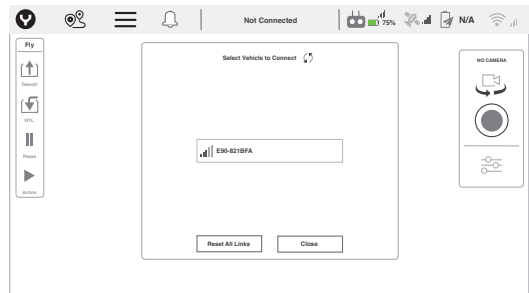 Not Connected
75%
N/A
Fly
Takeoff
RTL
Pause
Action
Select Vehicle to Connect
E90-821BFA
Reset All Links
Close
NO CAMERA